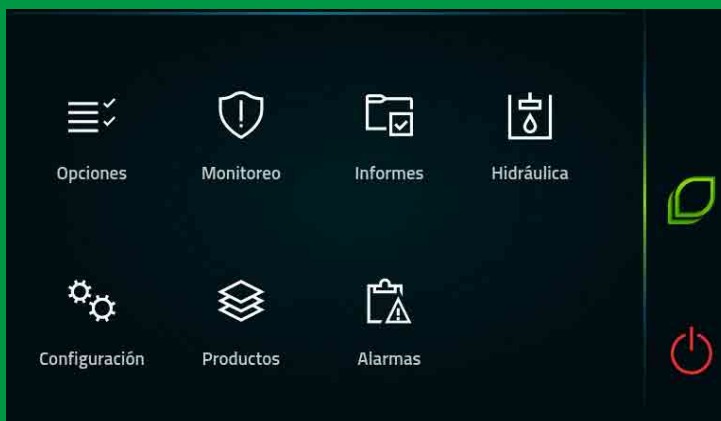 Opciones
Monitoreo
Informes
Hidráulica
Configuración
Productos
Alarmas